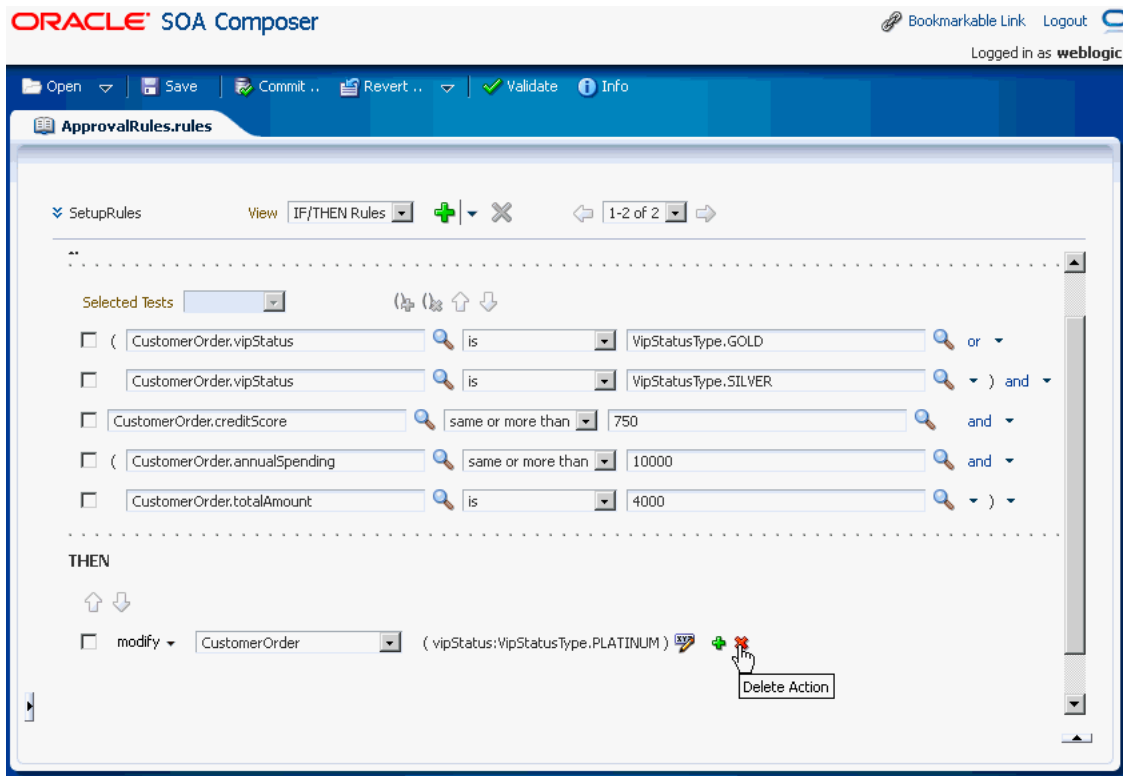 ORACLE SOA Composer
Bookmarkable Link Logout
Logged in as weblogic
Open Save Commit .. Revert .. Validate Info
ApprovalRules.rules
SetupRules View IF/THEN Rules 1-2 of 2
Selected Tests
( CustomerOrder.vipStatus is VipStatusType.GOLD or
CustomerOrder.vipStatus is VipStatusType.SILVER ) and
CustomerOrder.creditScore same or more than 750 and
( CustomerOrder.annualSpending same or more than 10000 and
CustomerOrder.totalAmount is 4000 )
THEN
modify CustomerOrder ( vipStatus:VipStatusType.PLATINUM )
Delete Action